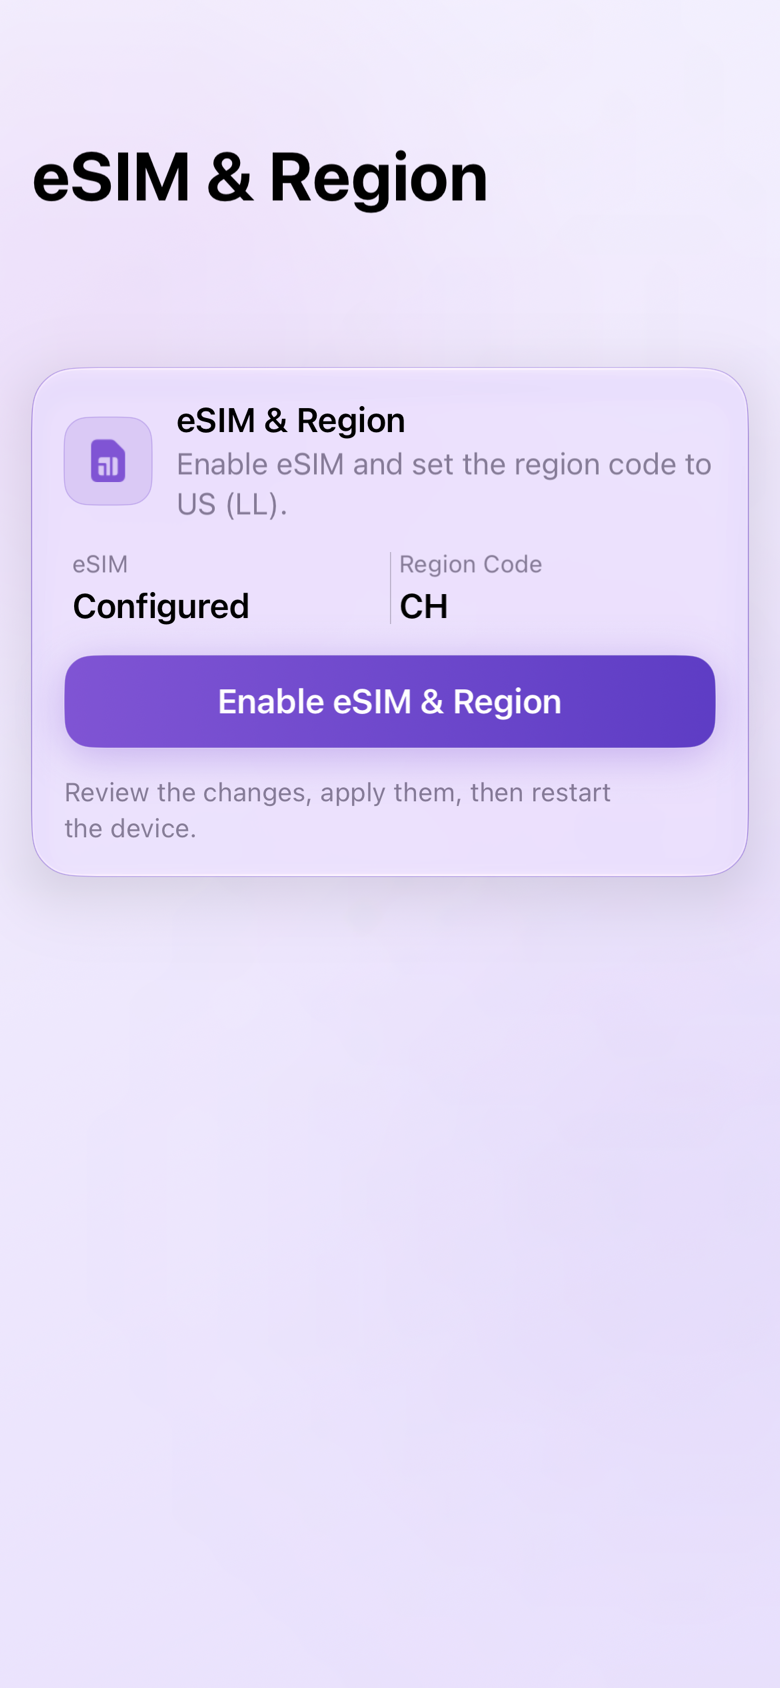 eSIM & Region
eSIM & Region
Enable eSIM and set the region code to
US (LL).
eSIM
Configured
Region Code
CH
Enable eSIM & Region
Review the changes, apply them, then restart
the device.